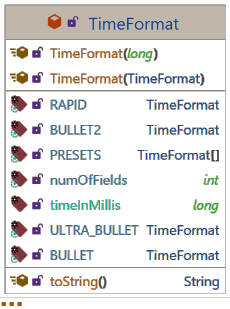 TimeFormat
TimeFormat(long)
TimeFormat(TimeFormat)
RAPID TimeFormat
BULLET2 TimeFormat
PRESETS TimeFormat[]
numOfFields int
timeInMillis long
ULTRA_BULLET TimeFormat
BULLET TimeFormat
toString() String